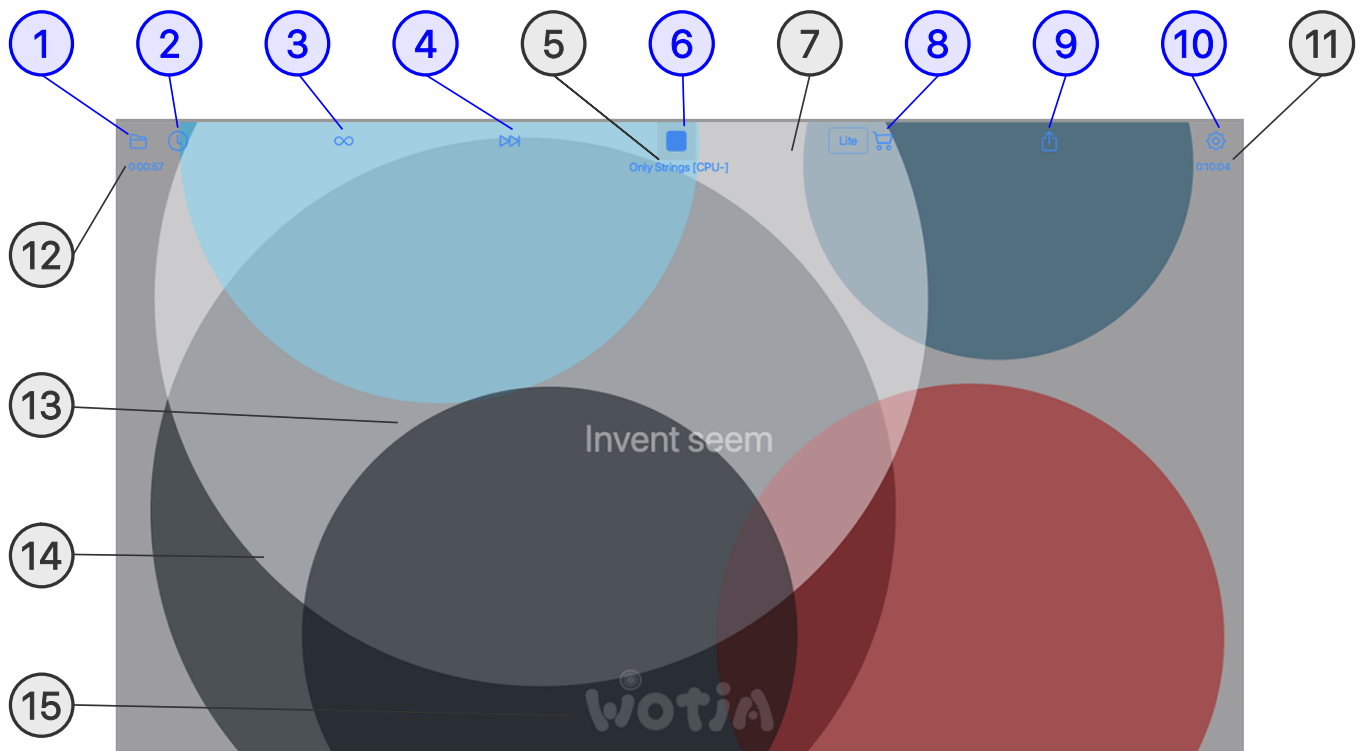 1 2 3 4 5 6 7 8 9 10 11
Lite
0:00:57 Only Strings [CPU-] 0:10:04
12
13
Invent seem
14
15
wotja